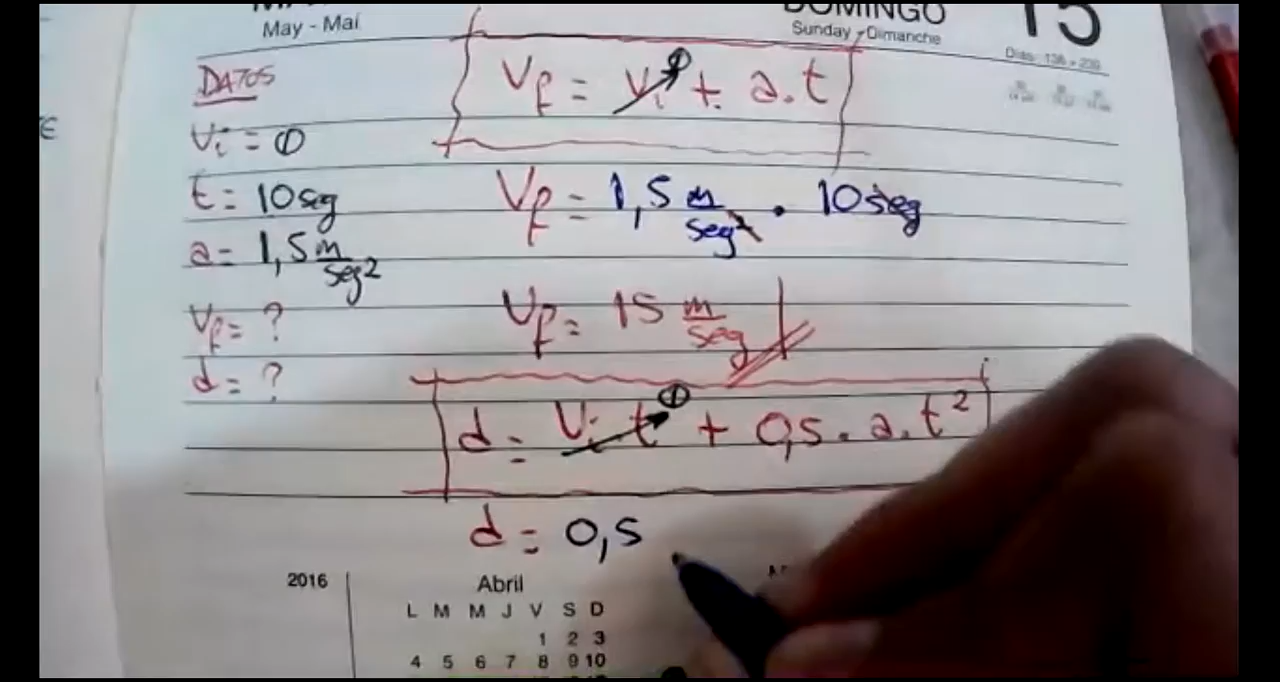 May - Mai
DOMINGO
Sunday - Dimanche
15
DATOS
Vi = 0
t = 10seg
a = 1,5 m/seg²
Vf = ?
d = ?
Vf = Vi 0 + a.t
Vf = 1,5 m/seg² . 10seg
Vf = 15 m/seg
d = Vi.t 0 + 0,5.a.t²
d = 0,5
2016
Abril
L M M J V S D
1 2 3
4 5 6 7 8 9 10